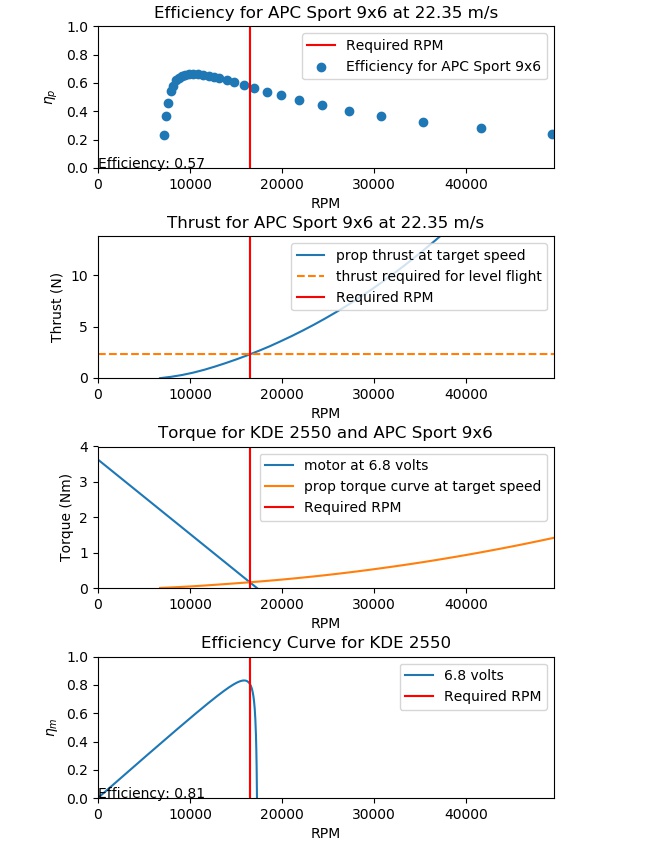 Efficiency for APC Sport 9x6 at 22.35 m/s
1.0
0.8
0.6
0.4
0.2
0.0
ηp
Required RPM
Efficiency for APC Sport 9x6
Efficiency: 0.57
0 10000 20000 30000 40000
RPM
Thrust for APC Sport 9x6 at 22.35 m/s
10
5
0
Thrust (N)
prop thrust at target speed
thrust required for level flight
Required RPM
0 10000 20000 30000 40000
RPM
Torque for KDE 2550 and APC Sport 9x6
4
3
2
1
0
Torque (Nm)
motor at 6.8 volts
prop torque curve at target speed
Required RPM
0 10000 20000 30000 40000
RPM
Efficiency Curve for KDE 2550
1.0
0.8
0.6
0.4
0.2
0.0
ηm
6.8 volts
Required RPM
Efficiency: 0.81
0 10000 20000 30000 40000
RPM